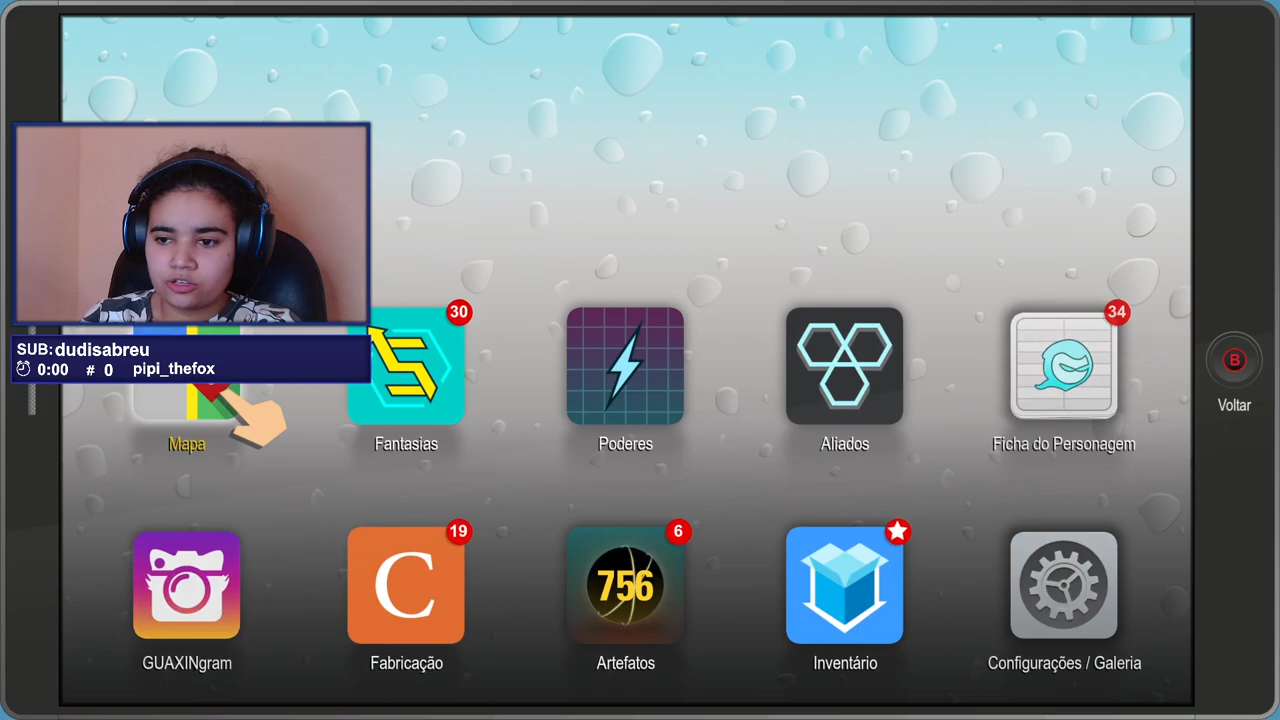 30
34
SUB: dudisabreu
0:00 # 0 pipi_thefox
B
Voltar
Mapa
Fantasias
Poderes
Aliados
Ficha do Personagem
19
6
C
756
GUAXINgram
Fabricação
Artefatos
Inventário
Configurações / Galeria